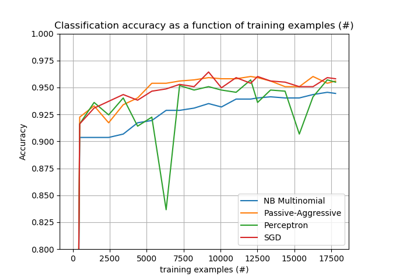 Classification accuracy as a function of training examples (#)
1.000
0.975
0.950
0.925
0.900
0.875
0.850
0.825
0.800
Accuracy
NB Multinomial
Passive-Aggressive
Perceptron
SGD
0 2500 5000 7500 10000 12500 15000 17500
training examples (#)